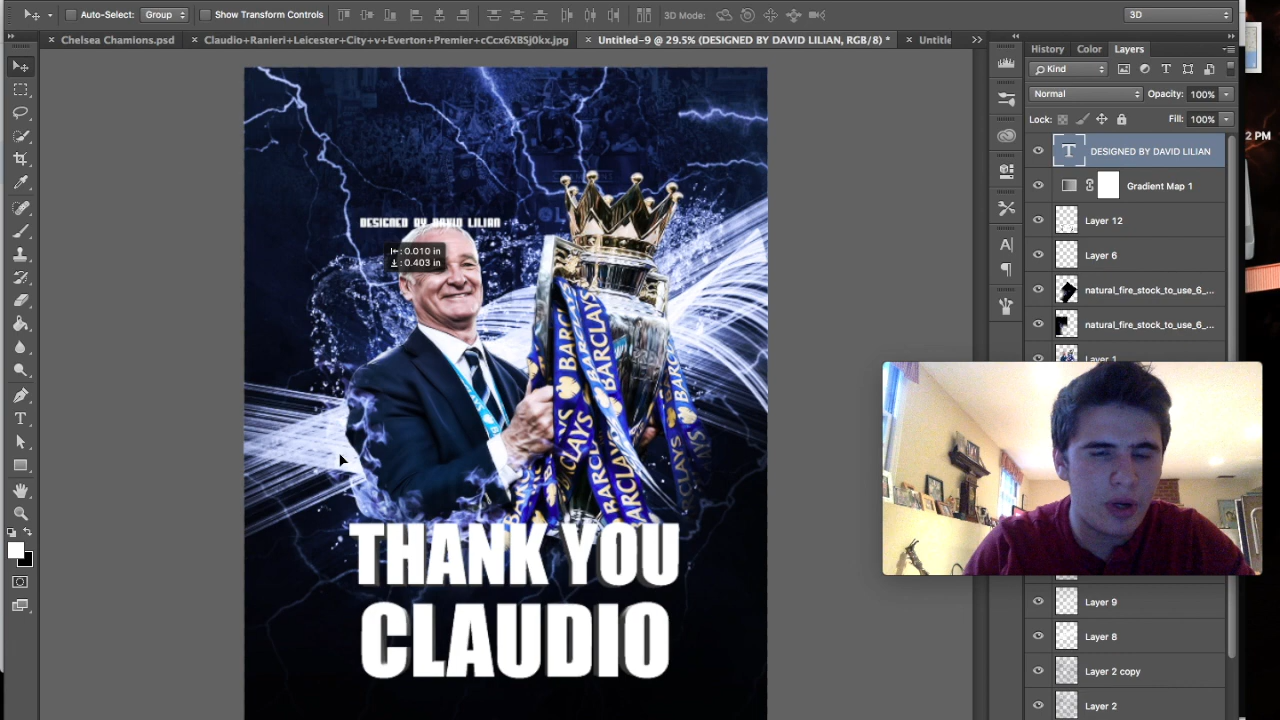 Auto-Select: Group Show Transform Controls 3D Mode: 3D
Chelsea Chamions.psd Claudio+Ranieri+Leicester+City+v+Everton+Premier+cCcx6XBSj0kx.jpg Untitled-9 @ 29.5% (DESIGNED BY DAVID LILIAN, RGB/8) * Untitle
History Color Layers
Kind
Normal Opacity: 100%
Lock: Fill: 100%
2 PM
DESIGNED BY DAVID LILIAN
Gradient Map 1
Layer 12
Layer 6
natural_fire_stock_to_use_6_...
natural_fire_stock_to_use_6_...
Layer 1
Layer 9
Layer 8
Layer 2 copy
Layer 2
DESIGNED BY DAVID LILIAN
: 0.010 in
: 0.403 in
BARCLAYS
BARCLAYS
BARCLAYS
BARCLAYS
THANK YOU
CLAUDIO